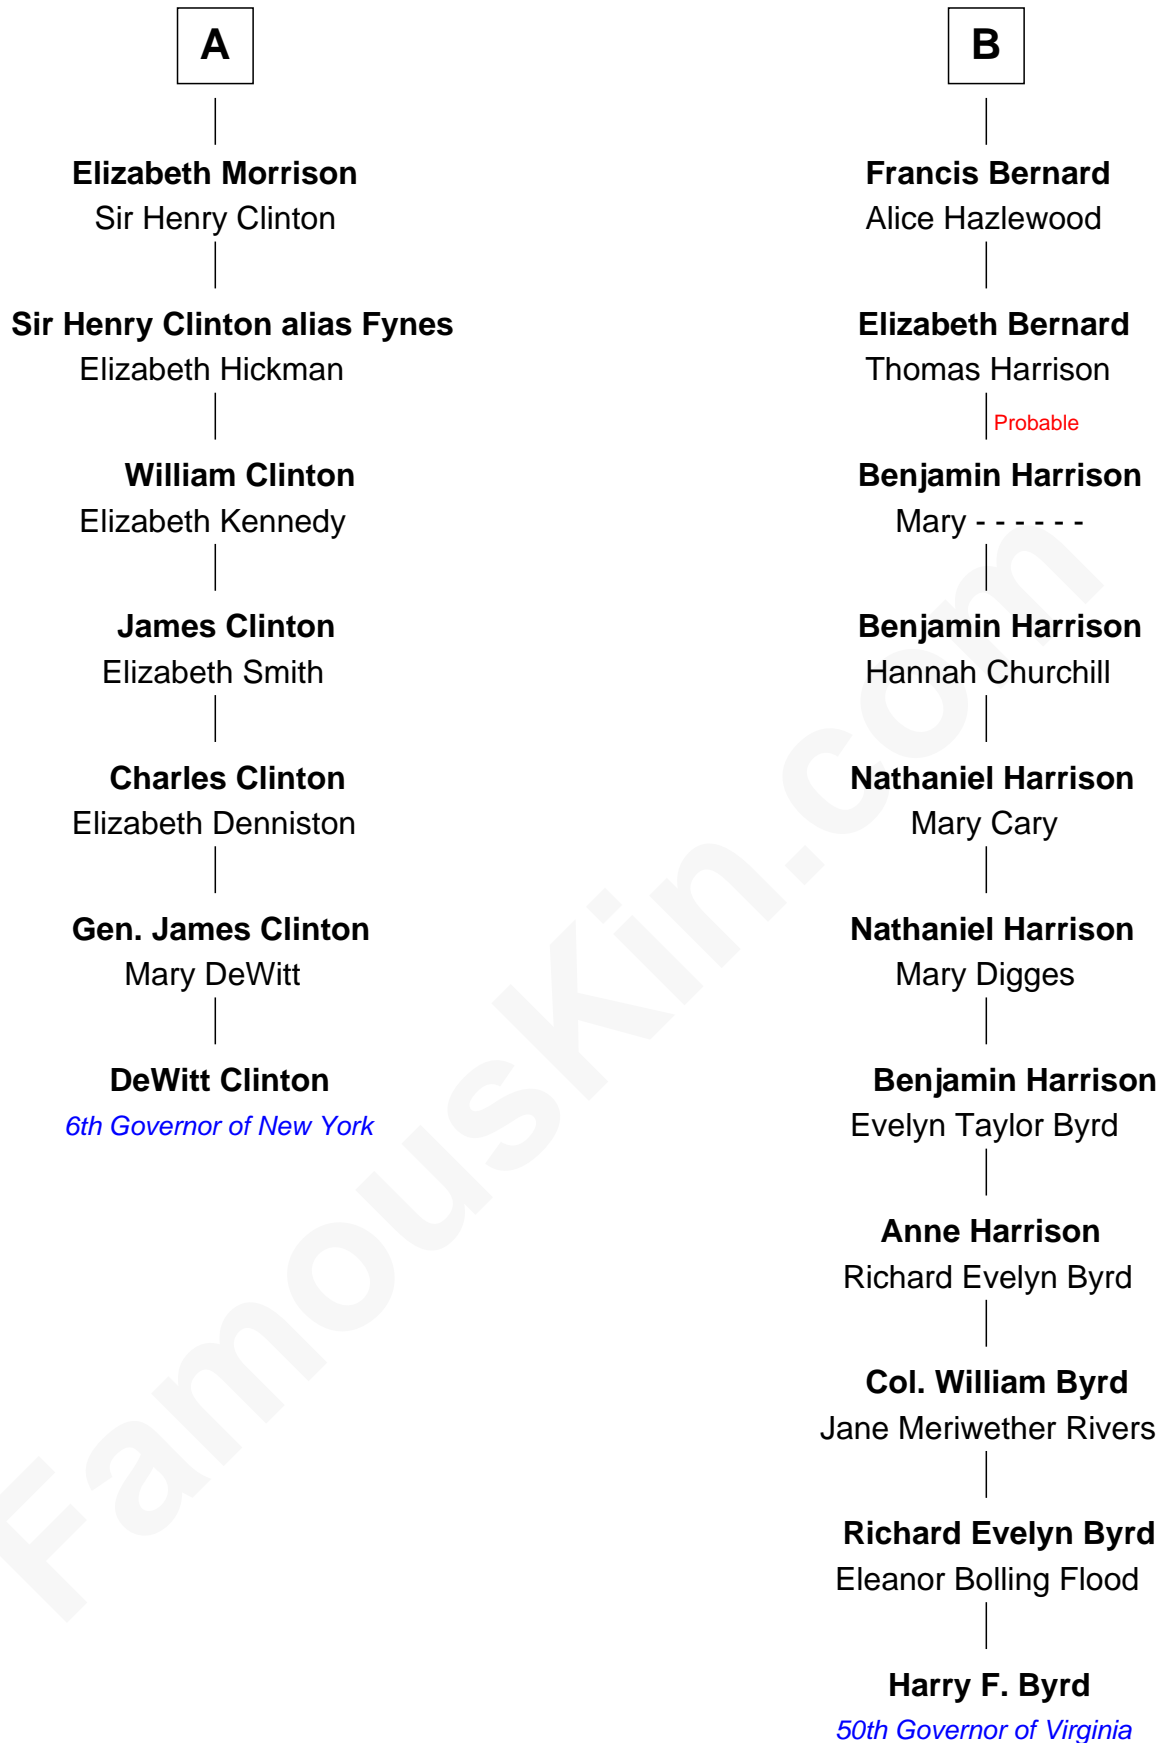 A
Elizabeth Morrison
Sir Henry Clinton
Sir Henry Clinton alias Fynes
Elizabeth Hickman
William Clinton
Elizabeth Kennedy
James Clinton
Elizabeth Smith
Charles Clinton
Elizabeth Denniston
Gen. James Clinton
Mary DeWitt
DeWitt Clinton
6th Governor of New York
B
Francis Bernard
Alice Hazlewood
Elizabeth Bernard
Thomas Harrison
Probable
Benjamin Harrison
Mary - - - - - -
Benjamin Harrison
Hannah Churchill
Nathaniel Harrison
Mary Cary
Nathaniel Harrison
Mary Digges
Benjamin Harrison
Evelyn Taylor Byrd
Anne Harrison
Richard Evelyn Byrd
Col. William Byrd
Jane Meriwether Rivers
Richard Evelyn Byrd
Eleanor Bolling Flood
Harry F. Byrd
50th Governor of Virginia
FamousKin.com